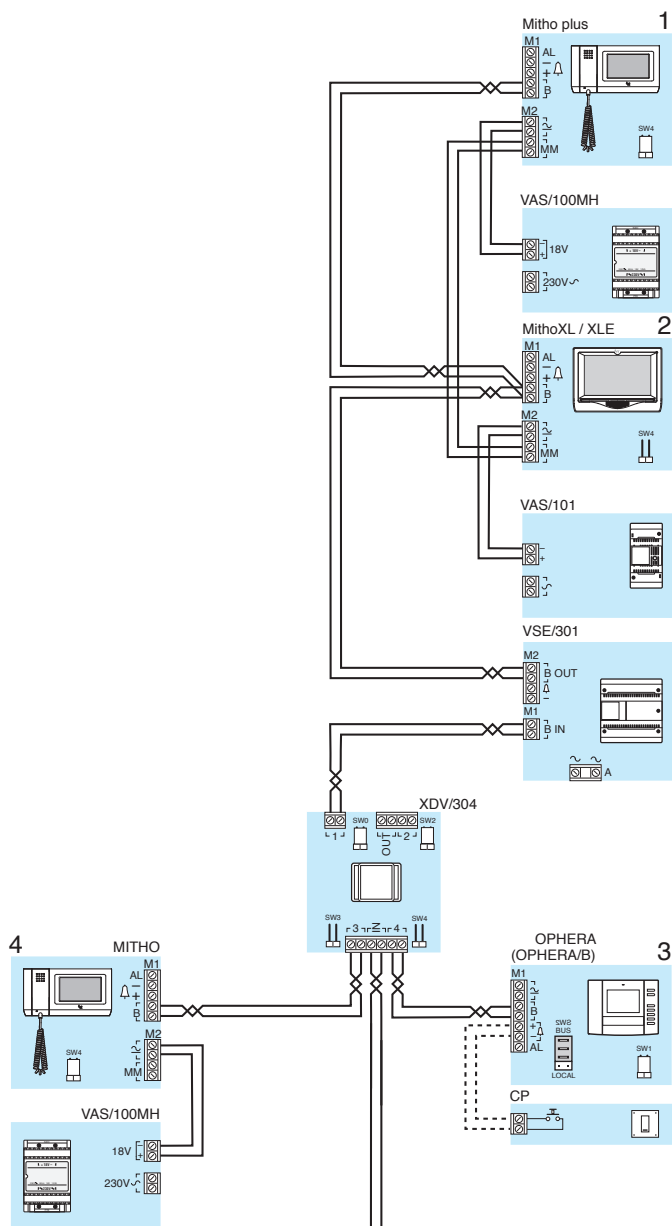 Mitho plus 1
M1
AL
–
+
B
M2
MM
SW4
VAS/100MH
–
+
18V
230V~
MithoXL / XLE 2
M1
AL
–
+
B
M2
MM
SW4
VAS/101
–
+
VSE/301
M2
B OUT
–
M1
B IN
A
XDV/304
1
SW0
OUT
2
SW2
SW3
3
IN
4
SW4
4
MITHO
M1
AL
–
+
B
M2
MM
SW4
VAS/100MH
18V
–
+
230V~
OPHERA 3
(OPHERA/B)
M1
B
+
–
AL
SW2
BUS
LOCAL
SW1
CP